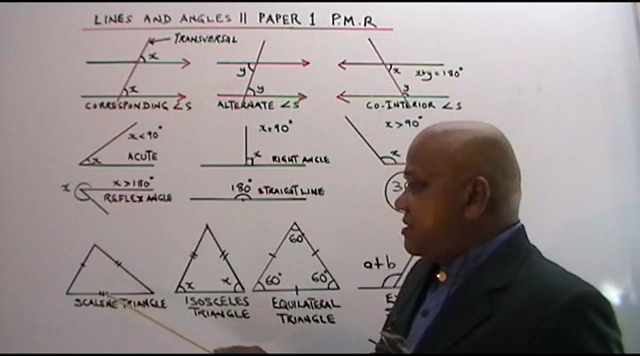 LINES AND ANGLES II PAPER 1 P.M.R
TRANSVERSAL
x
x
CORRESPONDING ∠S
y
y
ALTERNATE ∠S
x
x+y=180°
y
CO-INTERIOR ∠S
x<90°
x
ACUTE
x=90°
x
RIGHT ANGLE
x>90°
x
x
x>180°
REFLEX ANGLE
180° STRAIGHT LINE
3
SCALENE TRIANGLE
x
x
ISOSCELES
TRIANGLE
60°
60°
60°
EQUILATERAL
TRIANGLE
a+b